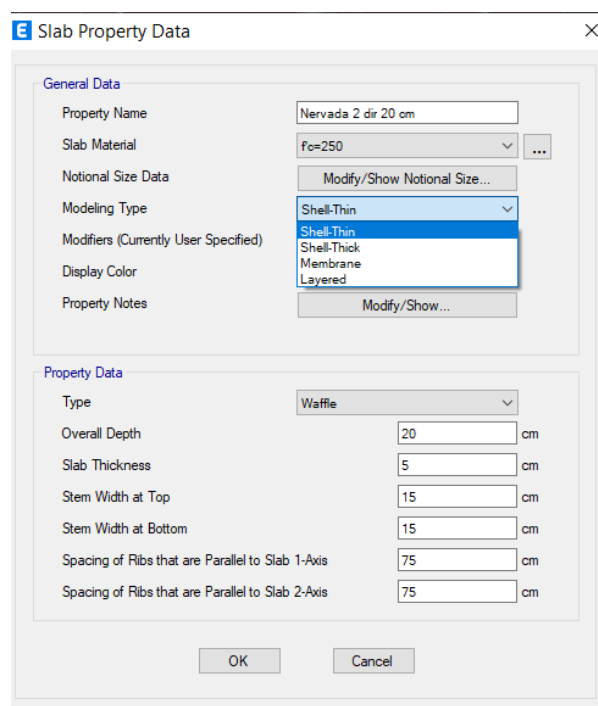 E Slab Property Data
General Data
Property Name Nervada 2 dir 20 cm
Slab Material f'c=250 ...
Notional Size Data Modify/Show Notional Size...
Modeling Type Shell-Thin
Shell-Thin
Modifiers (Currently User Specified) Shell-Thick
Membrane
Display Color Layered
Property Notes Modify/Show...
Property Data
Type Waffle
Overall Depth 20 cm
Slab Thickness 5 cm
Stem Width at Top 15 cm
Stem Width at Bottom 15 cm
Spacing of Ribs that are Parallel to Slab 1-Axis 75 cm
Spacing of Ribs that are Parallel to Slab 2-Axis 75 cm
OK Cancel